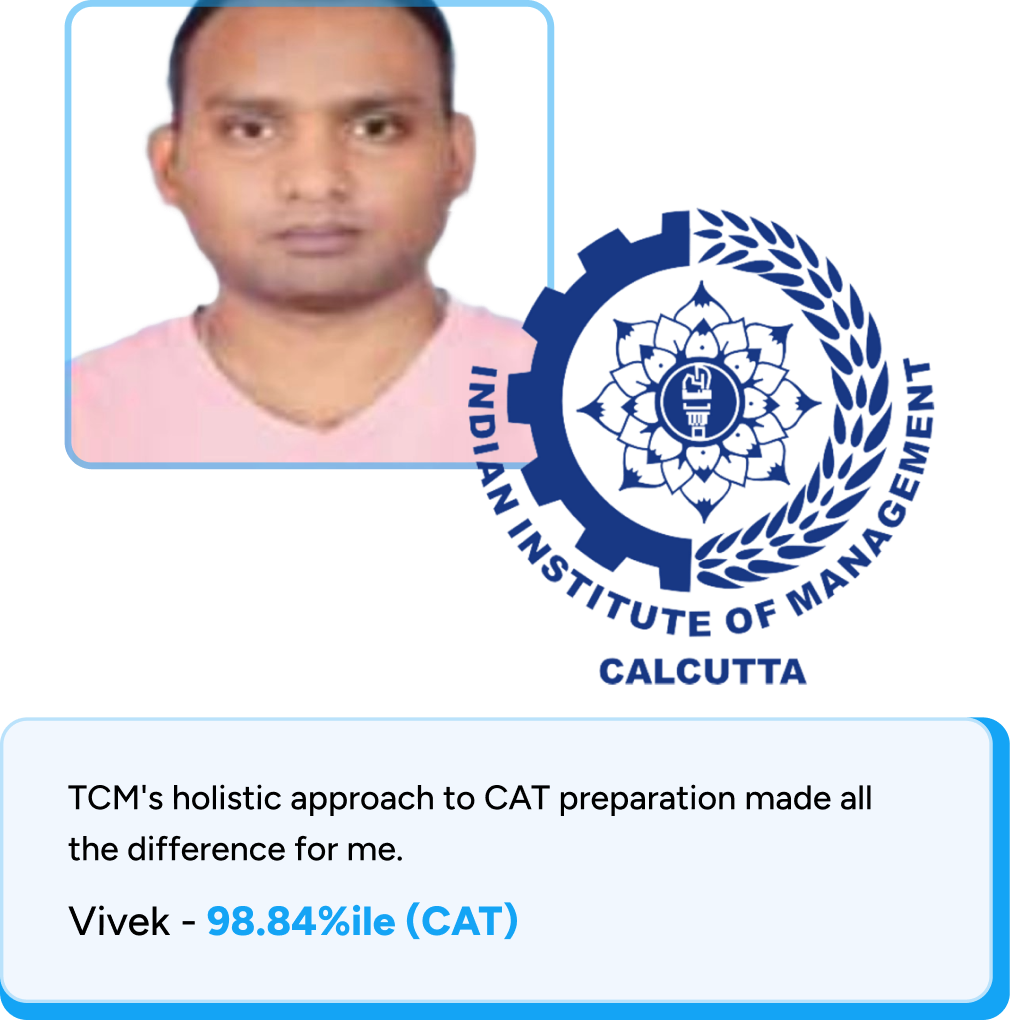 INDIAN INSTITUTE OF MANAGEMENT
CALCUTTA
TCM's holistic approach to CAT preparation made all
the difference for me.
Vivek - 98.84%ile (CAT)